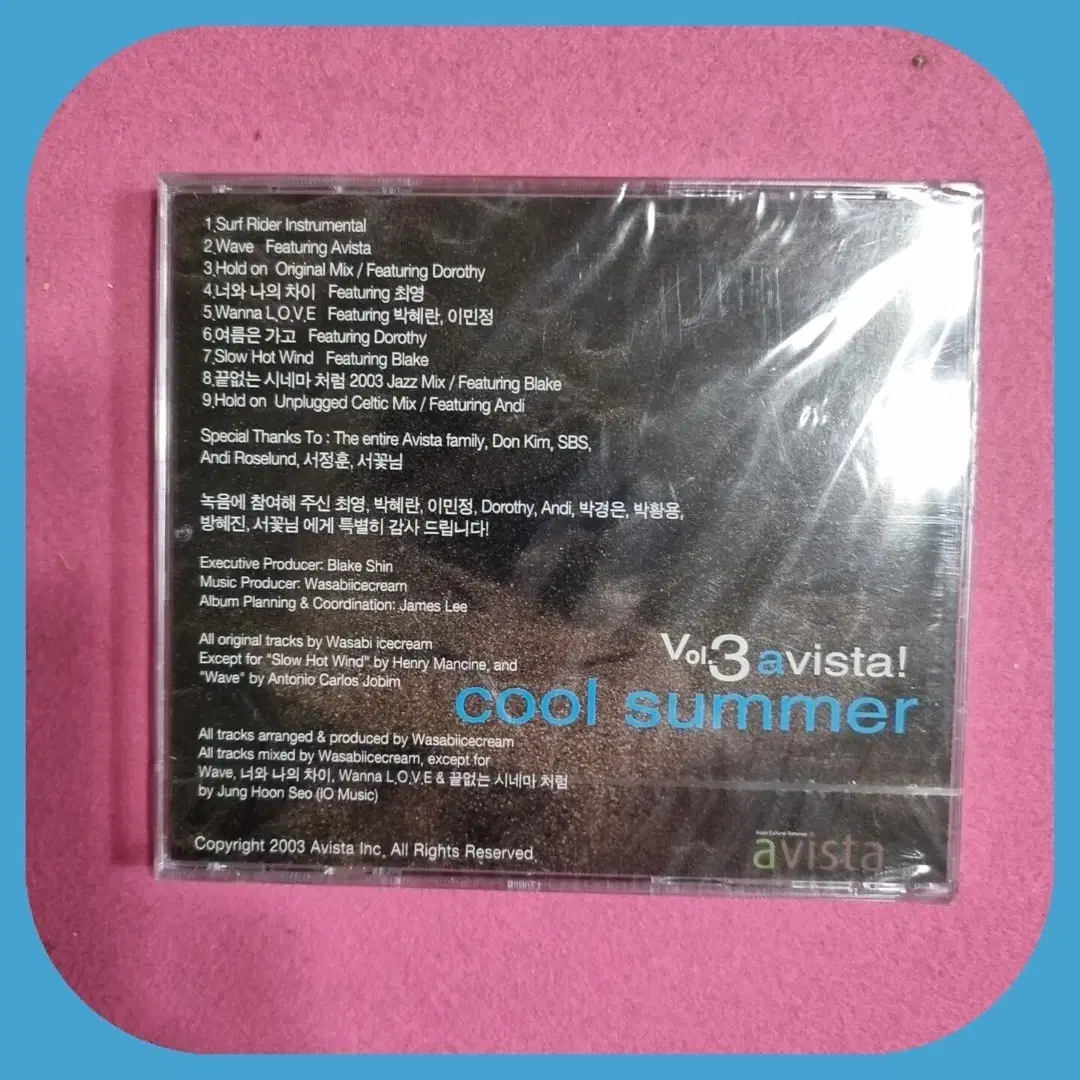 1.Surf Rider Instrumental
2.Wave Featuring Avista
3.Hold on Original Mix / Featuring Dorothy
4.너와 나의 차이 Featuring 최영
5.Wanna L.O.V.E Featuring 박혜란, 이민정
6.여름은 가고 Featuring Dorothy
7.Slow Hot Wind Featuring Blake
8.끝없는 시네마 처럼 2003 Jazz Mix / Featuring Blake
9.Hold on Unplugged Celtic Mix / Featuring Andi
Special Thanks To : The entire Avista family, Don Kim, SBS,
Andi Roselund, 서정훈, 서꽃님
녹음에 참여해 주신 최영, 박혜란, 이민정, Dorothy, Andi, 박경은, 박황용,
방혜진, 서꽃님 에게 특별히 감사 드립니다!
Executive Producer: Blake Shin
Music Producer: Wasabiicecream
Album Planning & Coordination: James Lee
All original tracks by Wasabi icecream
Except for "Slow Hot Wind" by Henry Mancine, and
"Wave" by Antonio Carlos Jobim
Vol.3 avista!
cool summer
All tracks arranged & produced by Wasabiicecream
All tracks mixed by Wasabiicecream, except for
Wave, 너와 나의 차이, Wanna L.O.V.E & 끝없는 시네마 처럼
by Jung Hoon Seo (IO Music)
Copyright 2003 Avista Inc. All Rights Reserved.
avista